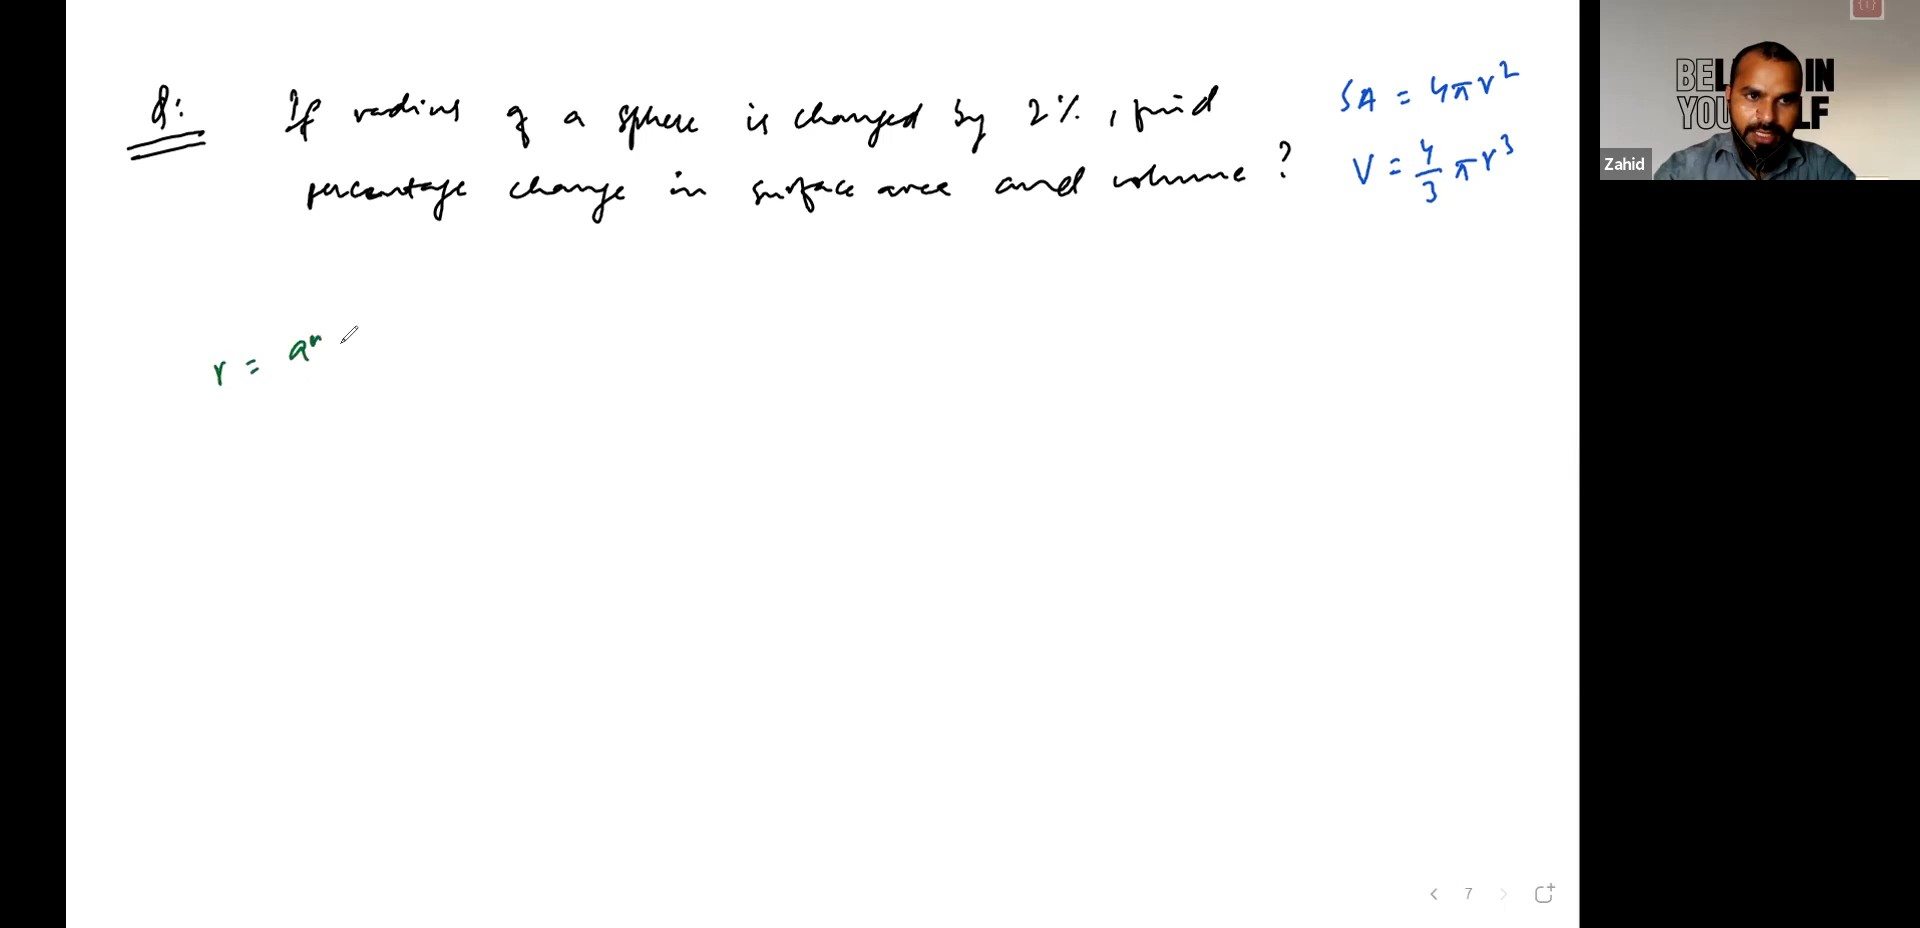 Q: If radius of a sphere is changed by 2%, find
percentage change in surface area and volume ?
SA = 4πr²
V = 4/3 πr³
r = aⁿ
BEL IN
YOU LF
Zahid
7